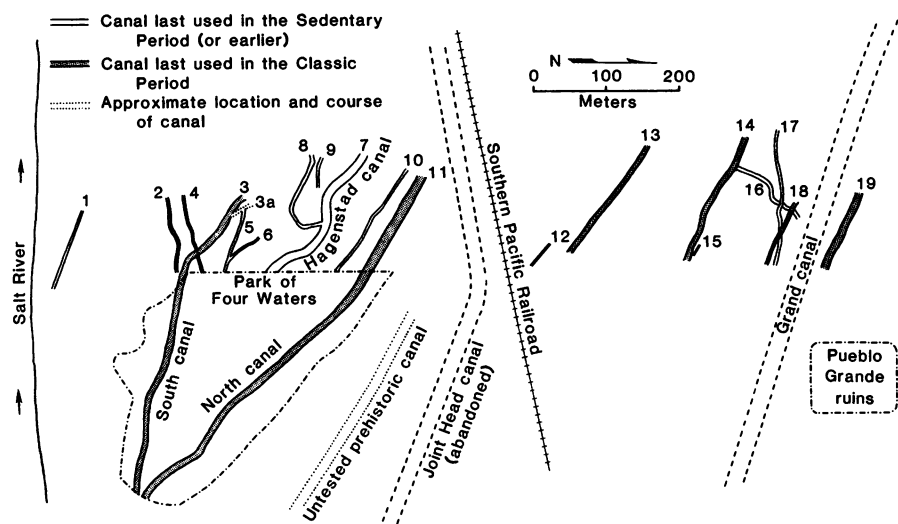 Canal last used in the Sedentary
Period (or earlier)
Canal last used in the Classic
Period
Approximate location and course
of canal
N
0 100 200
Meters
Salt River
1
2
4
3
3a
5
6
8
9
7
Hagenstad canal
10
11
Park of
Four Waters
South canal
North canal
Untested prehistoric canal
Joint Head canal
(abandoned)
Southern Pacific Railroad
12
13
14
15
16
17
18
19
Grand canal
Pueblo
Grande
ruins